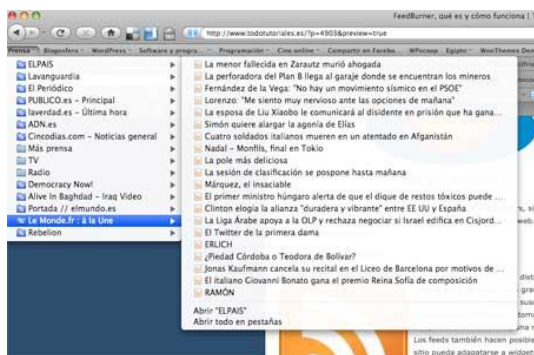 FeedBurner, qué es y cómo funciona | T
http://www.todotutoriales.es/?p=4903&preview=true
Prensa Blogosfera WordPress Software y progra... Programación Cine online Compartir en Facebo... WPscoop Egipto WooThemes Dem
ELPAIS
Lavanguardia
El Periódico
PUBLICO.es - Principal
laverdad.es - Última hora
ADN.es
Cincodias.com - Noticias general
Más prensa
TV
Radio
Democracy Now!
Alive In Baghdad - Iraq Video
Portada // elmundo.es
Le Monde.fr : à la Une
Rebelion
La menor fallecida en Zarautz murió ahogada
La perforadora del Plan B llega al garaje donde se encuentran los mineros
Fernández de la Vega: "No hay un movimiento sísmico en el PSOE"
Lorenzo: "Me siento muy nervioso ante las opciones de mañana"
La esposa de Liu Xiaobo le comunicará al disidente en prisión que ha gana...
Simón quiere alargar la agonía de Elías
Cuatro soldados italianos mueren en un atentado en Afganistán
Nadal - Monfils, final en Tokio
La pole más deliciosa
La sesión de clasificación se pospone hasta mañana
Márquez, el insaciable
El primer ministro húngaro alerta de que el dique de restos tóxicos puede ...
Clinton elogia la alianza "duradera y vibrante" entre EE UU y España
La Liga Árabe apoya a la OLP y rechaza negociar si Israel edifica en Cisjord...
El Twitter de la primera dama
ERLICH
¿Piedad Córdoba o Teodora de Bolívar?
Jonas Kaufmann cancela su recital en el Liceo de Barcelona por motivos de ...
El italiano Giovanni Bonato gana el premio Reina Sofía de composición
RAMÓN
Abrir "ELPAIS"
Abrir todo en pestañas
Los feeds también hacen posible
sitio pueda adaptarse a widget